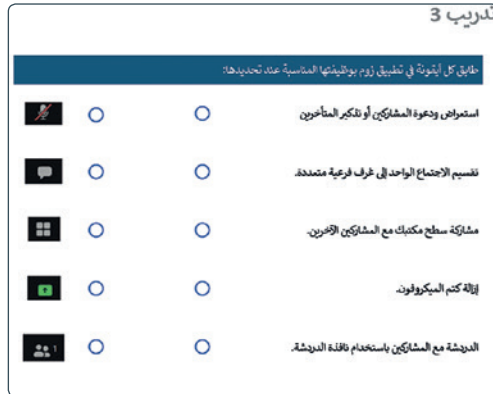 تدريب 3
طابق كل أيقونة في تطبيق زوم بوظيفتها المناسبة عند تحديدها:
استعراض ودعوة المشاركين أو تذكير المتأخرين
تقسيم الاجتماع الواحد إلى غرف فرعية متعددة.
مشاركة سطح مكتبك مع المشاركين الآخرين.
إزالة كتم الميكروفون.
الدردشة مع المشاركين باستخدام نافذة الدردشة.
1